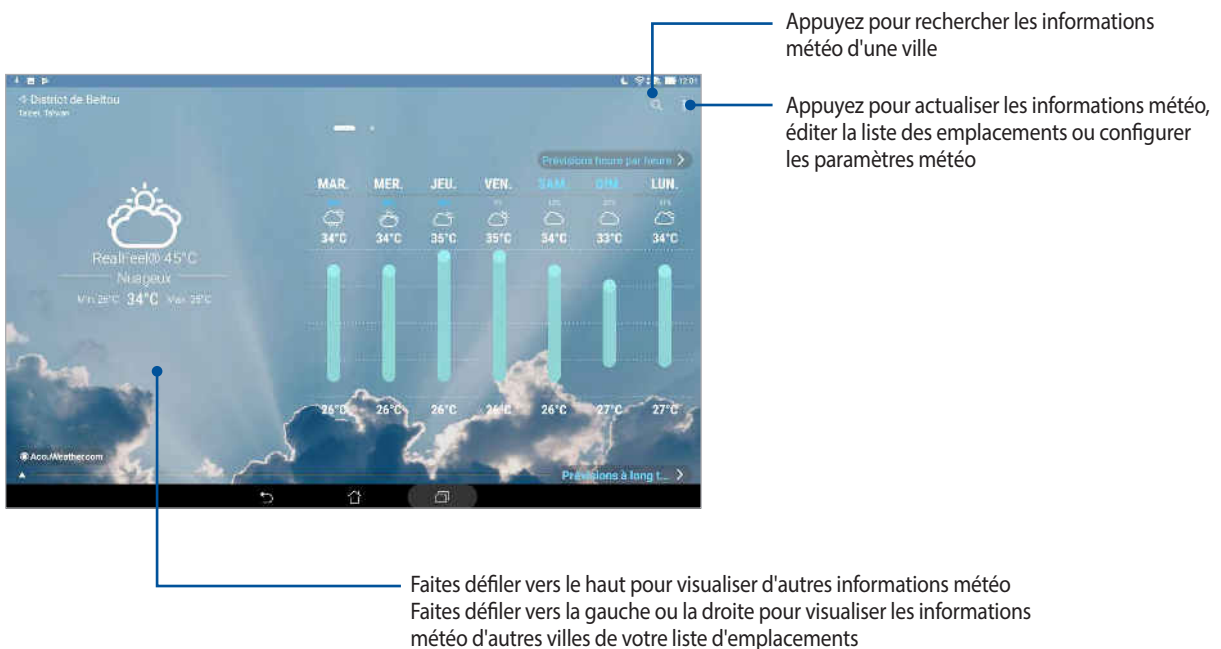 Appuyez pour rechercher les informations
météo d'une ville
Appuyez pour actualiser les informations météo,
éditer la liste des emplacements ou configurer
les paramètres météo
12:01
District de Beitou
Taipei, Taiwan
Prévisions heure par heure
MAR. MER. JEU. VEN. SAM. DIM. LUN.
34°C 34°C 35°C 35°C 34°C 33°C 34°C
RealFeel® 45°C
Nuageux
34°C
26°C 26°C 26°C 26°C 26°C 27°C 27°C
AccuWeather.com
Prévisions à long t...
Faites défiler vers le haut pour visualiser d'autres informations météo
Faites défiler vers la gauche ou la droite pour visualiser les informations
météo d'autres villes de votre liste d'emplacements